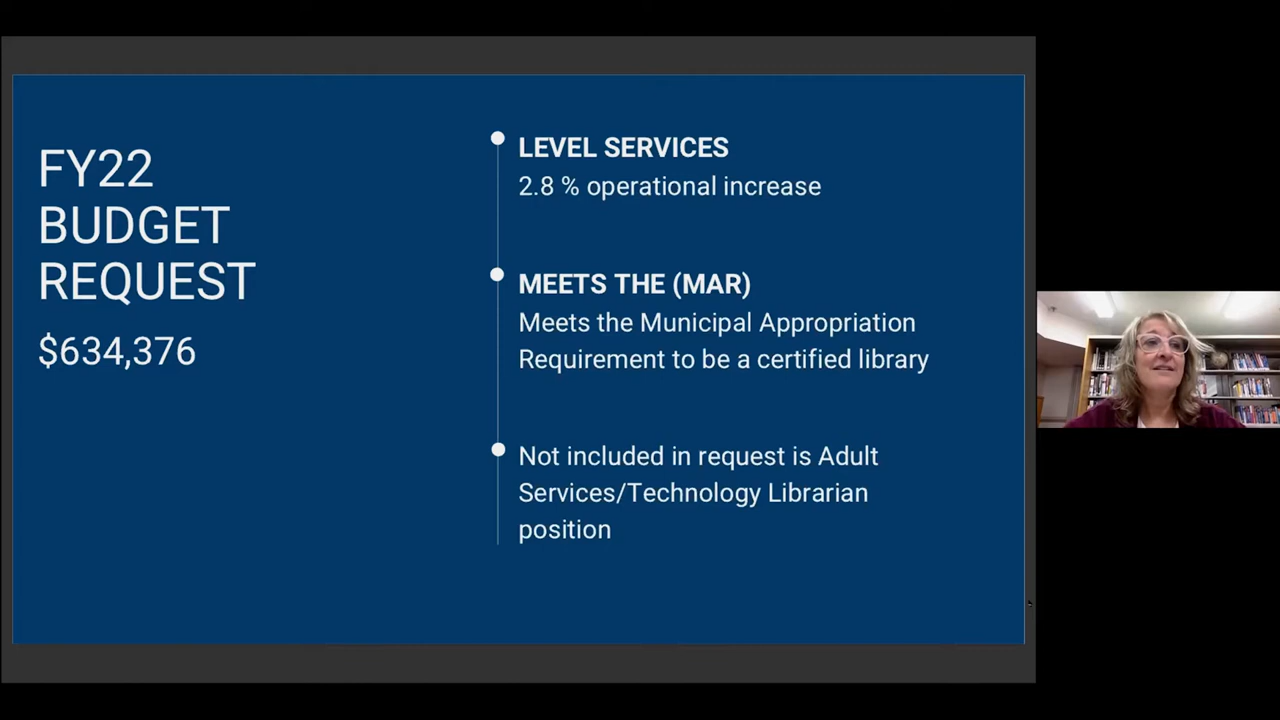 FY22
BUDGET
REQUEST
$634,376
LEVEL SERVICES
2.8 % operational increase
MEETS THE (MAR)
Meets the Municipal Appropriation
Requirement to be a certified library
Not included in request is Adult
Services/Technology Librarian
position